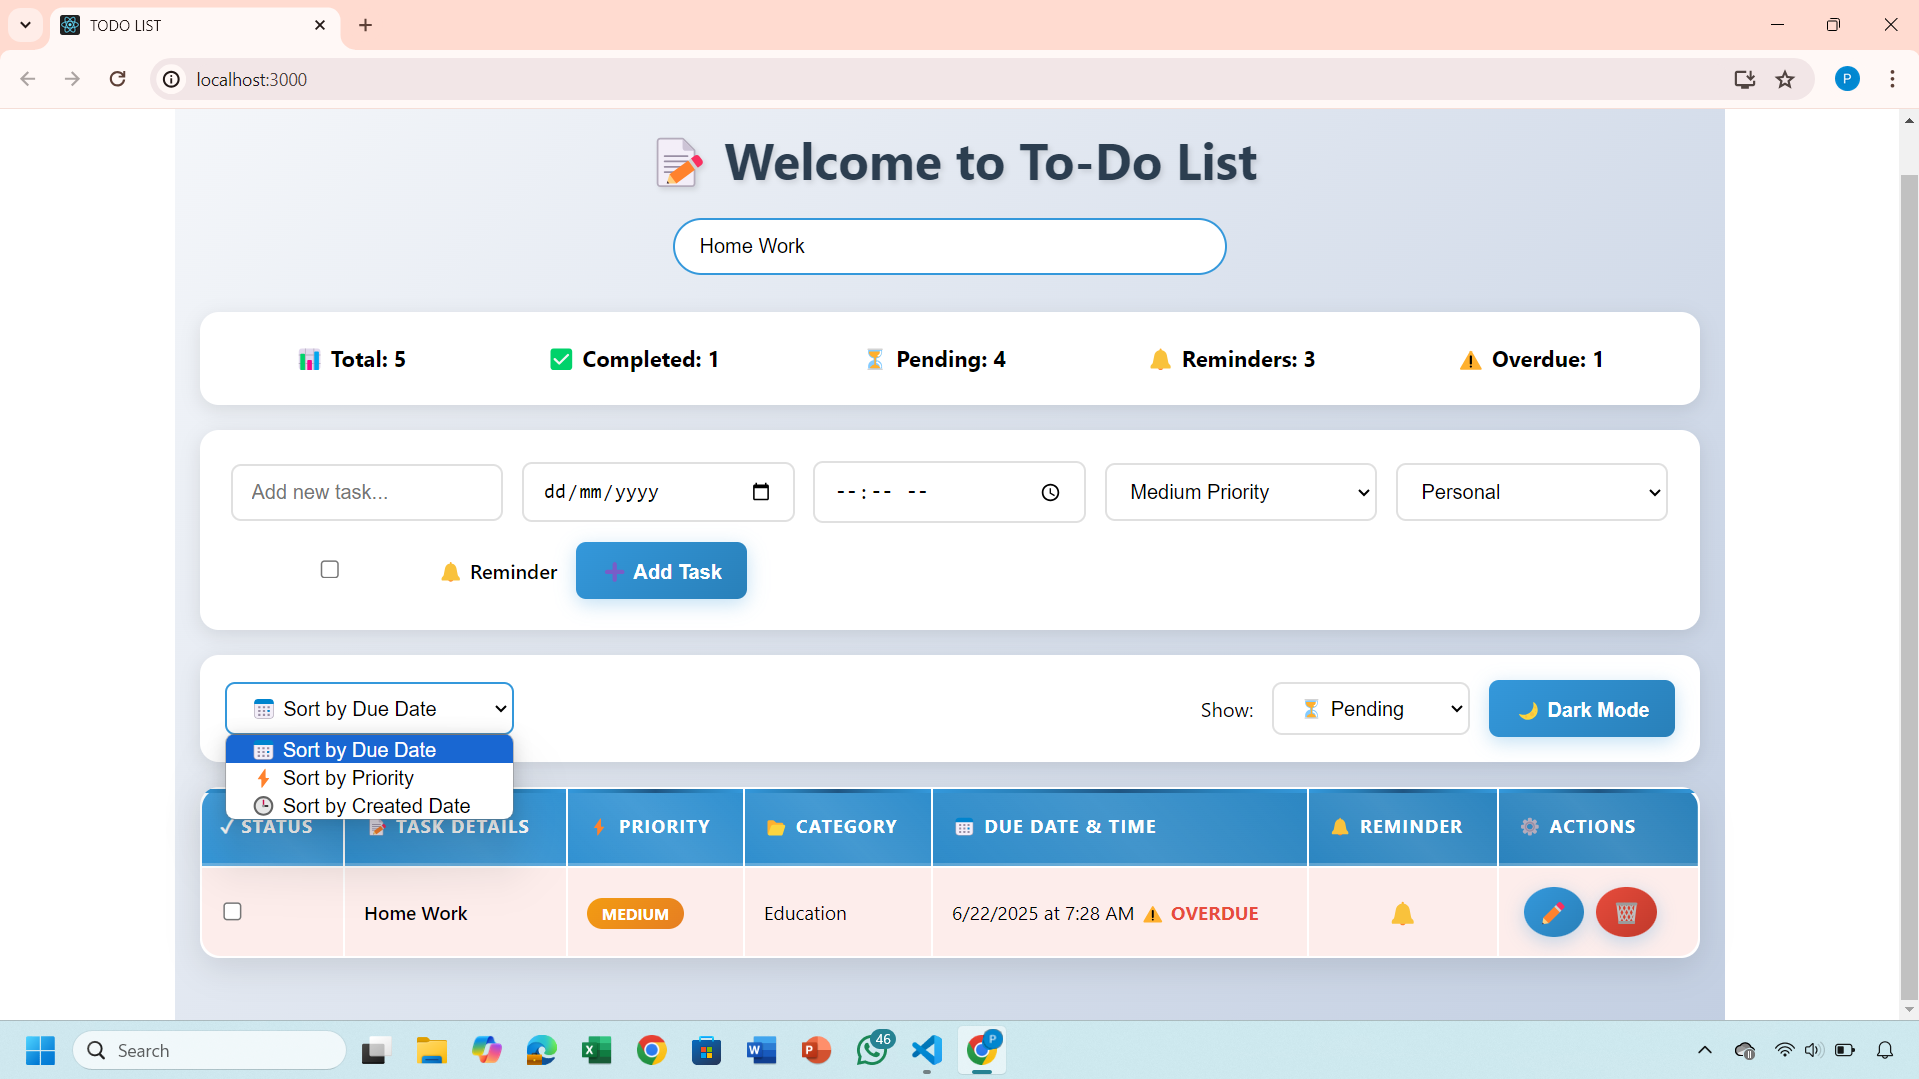 TODO LIST
localhost:3000
P
Welcome to To-Do List
Home Work
Total: 5
Completed: 1
Pending: 4
Reminders: 3
Overdue: 1
Add new task...
dd/mm/yyyy
--:-- --
Medium Priority
Personal
Reminder
Add Task
Sort by Due Date
Show:
Pending
Dark Mode
Sort by Due Date
Sort by Priority
Sort by Created Date
STATUS
TASK DETAILS
PRIORITY
CATEGORY
DUE DATE & TIME
REMINDER
ACTIONS
Home Work
MEDIUM
Education
6/22/2025 at 7:28 AM ⚠ OVERDUE
Search
46
P